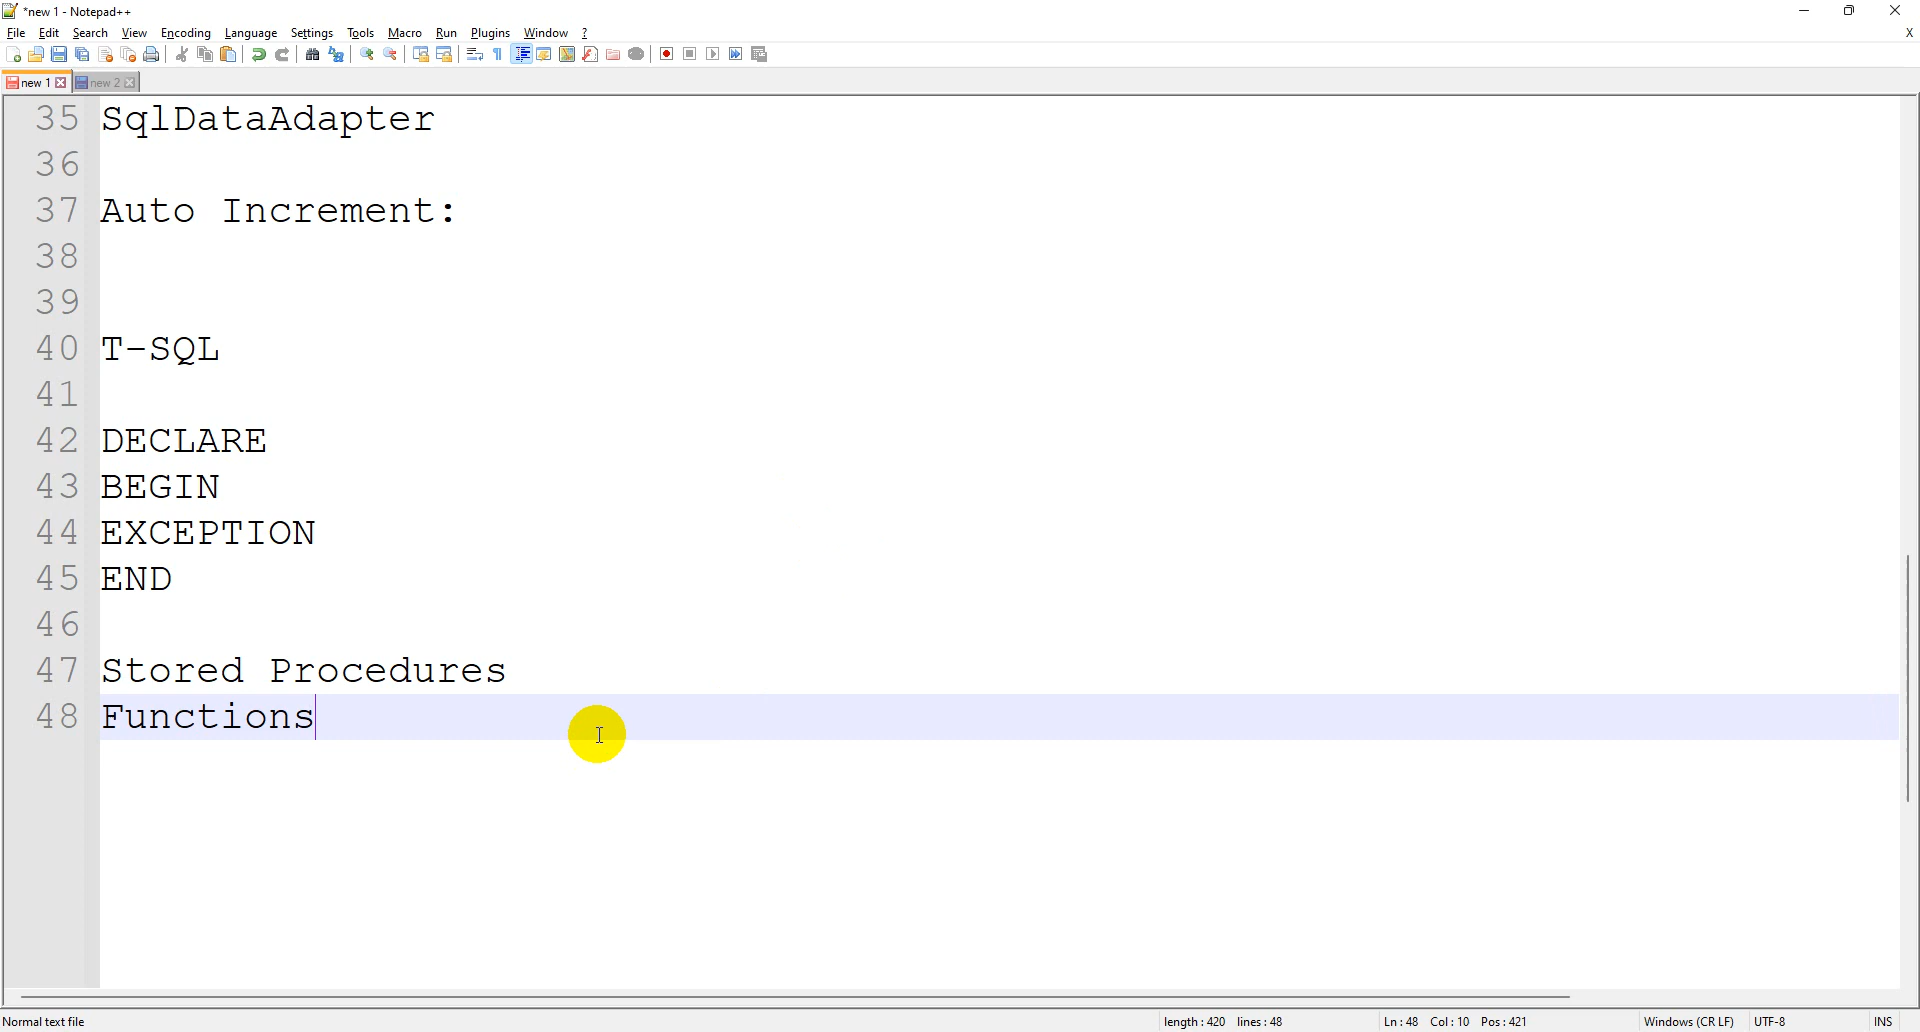 *new 1 - Notepad++
File Edit Search View Encoding Language Settings Tools Macro Run Plugins Window ? X
new 1 new 2
35 SqlDataAdapter
36
37 Auto Increment:
38
39
40 T-SQL
41
42 DECLARE
43 BEGIN
44 EXCEPTION
45 END
46
47 Stored Procedures
48 Functions
Normal text file length : 420 lines : 48 Ln : 48 Col : 10 Pos : 421 Windows (CR LF) UTF-8 INS